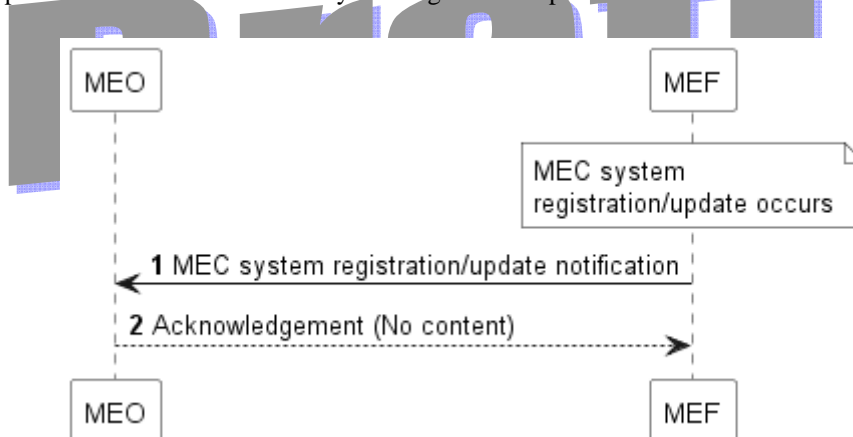 MEO
MEF
MEC system
registration/update occurs
1 MEC system registration/update notification
2 Acknowledgement (No content)
MEO
MEF